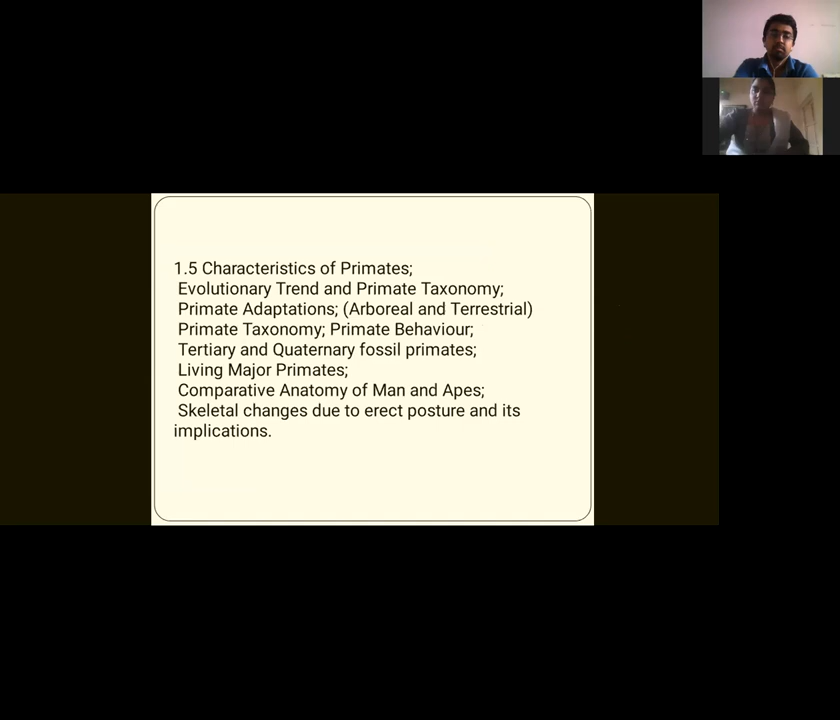 1.5 Characteristics of Primates;
Evolutionary Trend and Primate Taxonomy;
Primate Adaptations; (Arboreal and Terrestrial)
Primate Taxonomy; Primate Behaviour;
Tertiary and Quaternary fossil primates;
Living Major Primates;
Comparative Anatomy of Man and Apes;
Skeletal changes due to erect posture and its
implications.